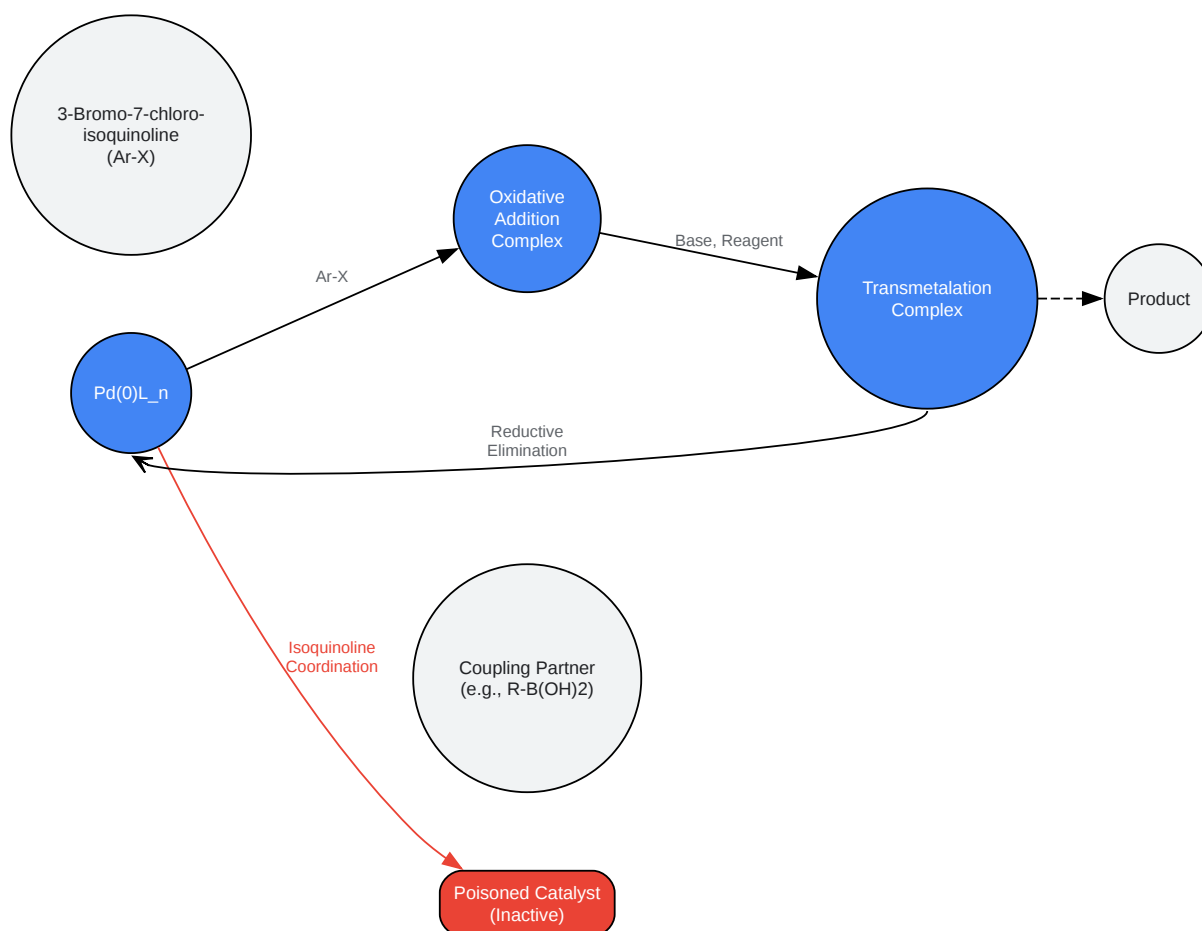 3-Bromo-7-chloro-
isoquinoline
(Ar-X)
Oxidative
Addition
Complex
Base, Reagent
Ar-X
Transmetalation
Complex
Product
Pd(0)L_n
Reductive
Elimination
Isoquinoline
Coordination
Coupling Partner
(e.g., R-B(OH)2)
Poisoned Catalyst
(Inactive)